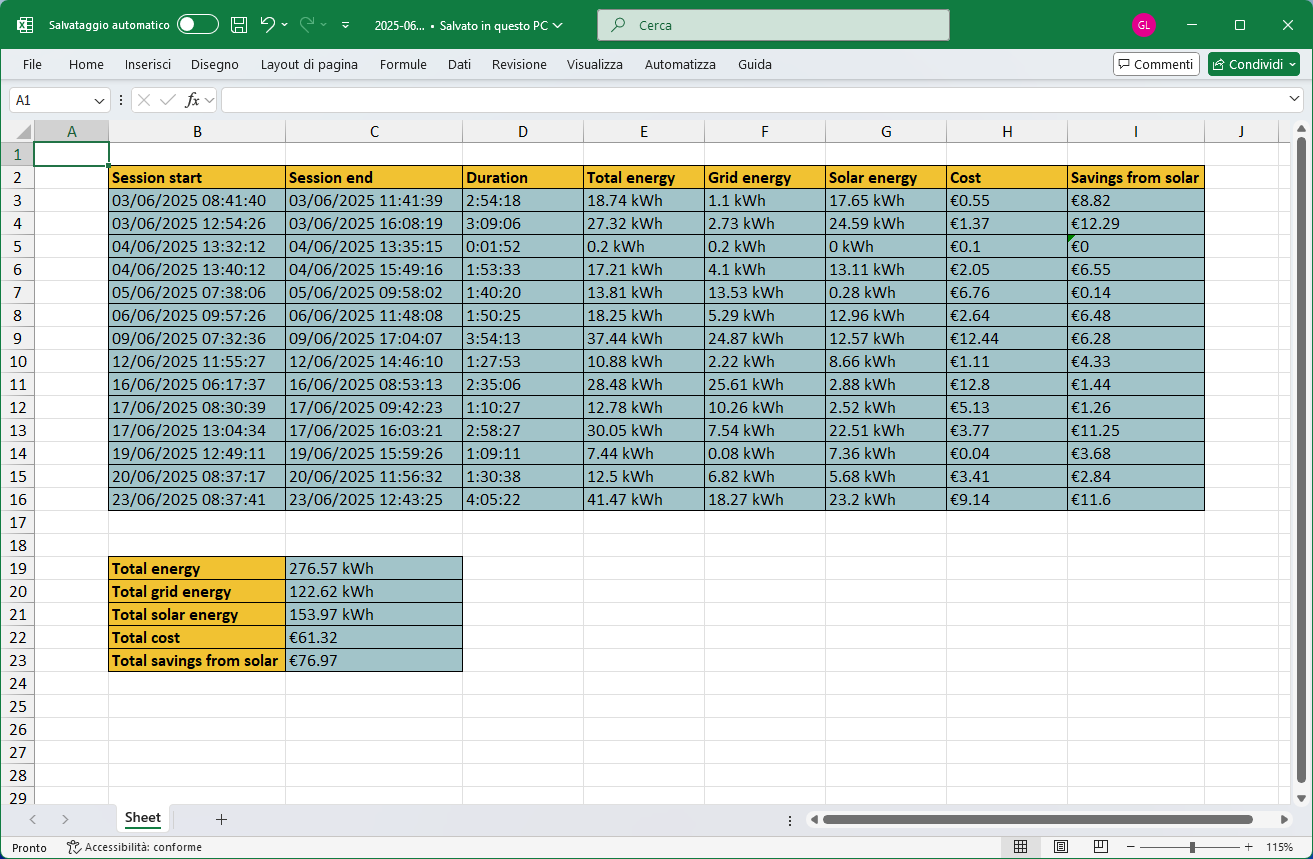 Salvataggio automatico 2025-06... • Salvato in questo PC Cerca GL
File Home Inserisci Disegno Layout di pagina Formule Dati Revisione Visualizza Automatizza Guida Commenti Condividi
A1 fx
A B C D E F G H I J
1
2 Session start Session end Duration Total energy Grid energy Solar energy Cost Savings from solar
3 03/06/2025 08:41:40 03/06/2025 11:41:39 2:54:18 18.74 kWh 1.1 kWh 17.65 kWh €0.55 €8.82
4 03/06/2025 12:54:26 03/06/2025 16:08:19 3:09:06 27.32 kWh 2.73 kWh 24.59 kWh €1.37 €12.29
5 04/06/2025 13:32:12 04/06/2025 13:35:15 0:01:52 0.2 kWh 0.2 kWh 0 kWh €0.1 €0
6 04/06/2025 13:40:12 04/06/2025 15:49:16 1:53:33 17.21 kWh 4.1 kWh 13.11 kWh €2.05 €6.55
7 05/06/2025 07:38:06 05/06/2025 09:58:02 1:40:20 13.81 kWh 13.53 kWh 0.28 kWh €6.76 €0.14
8 06/06/2025 09:57:26 06/06/2025 11:48:08 1:50:25 18.25 kWh 5.29 kWh 12.96 kWh €2.64 €6.48
9 09/06/2025 07:32:36 09/06/2025 17:04:07 3:54:13 37.44 kWh 24.87 kWh 12.57 kWh €12.44 €6.28
10 12/06/2025 11:55:27 12/06/2025 14:46:10 1:27:53 10.88 kWh 2.22 kWh 8.66 kWh €1.11 €4.33
11 16/06/2025 06:17:37 16/06/2025 08:53:13 2:35:06 28.48 kWh 25.61 kWh 2.88 kWh €12.8 €1.44
12 17/06/2025 08:30:39 17/06/2025 09:42:23 1:10:27 12.78 kWh 10.26 kWh 2.52 kWh €5.13 €1.26
13 17/06/2025 13:04:34 17/06/2025 16:03:21 2:58:27 30.05 kWh 7.54 kWh 22.51 kWh €3.77 €11.25
14 19/06/2025 12:49:11 19/06/2025 15:59:26 1:09:11 7.44 kWh 0.08 kWh 7.36 kWh €0.04 €3.68
15 20/06/2025 08:37:17 20/06/2025 11:56:32 1:30:38 12.5 kWh 6.82 kWh 5.68 kWh €3.41 €2.84
16 23/06/2025 08:37:41 23/06/2025 12:43:25 4:05:22 41.47 kWh 18.27 kWh 23.2 kWh €9.14 €11.6
17
18
19 Total energy 276.57 kWh
20 Total grid energy 122.62 kWh
21 Total solar energy 153.97 kWh
22 Total cost €61.32
23 Total savings from solar €76.97
24
25
26
27
28
29
Sheet
Pronto Accessibilità: conforme 115%